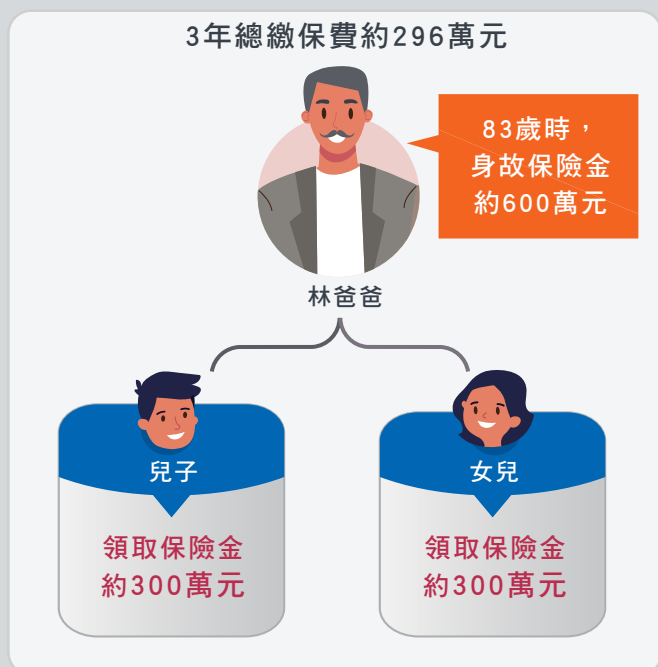 3年總繳保費約296萬元
83歲時，
身故保險金
約600萬元
林爸爸
兒子
領取保險金
約300萬元
女兒
領取保險金
約300萬元